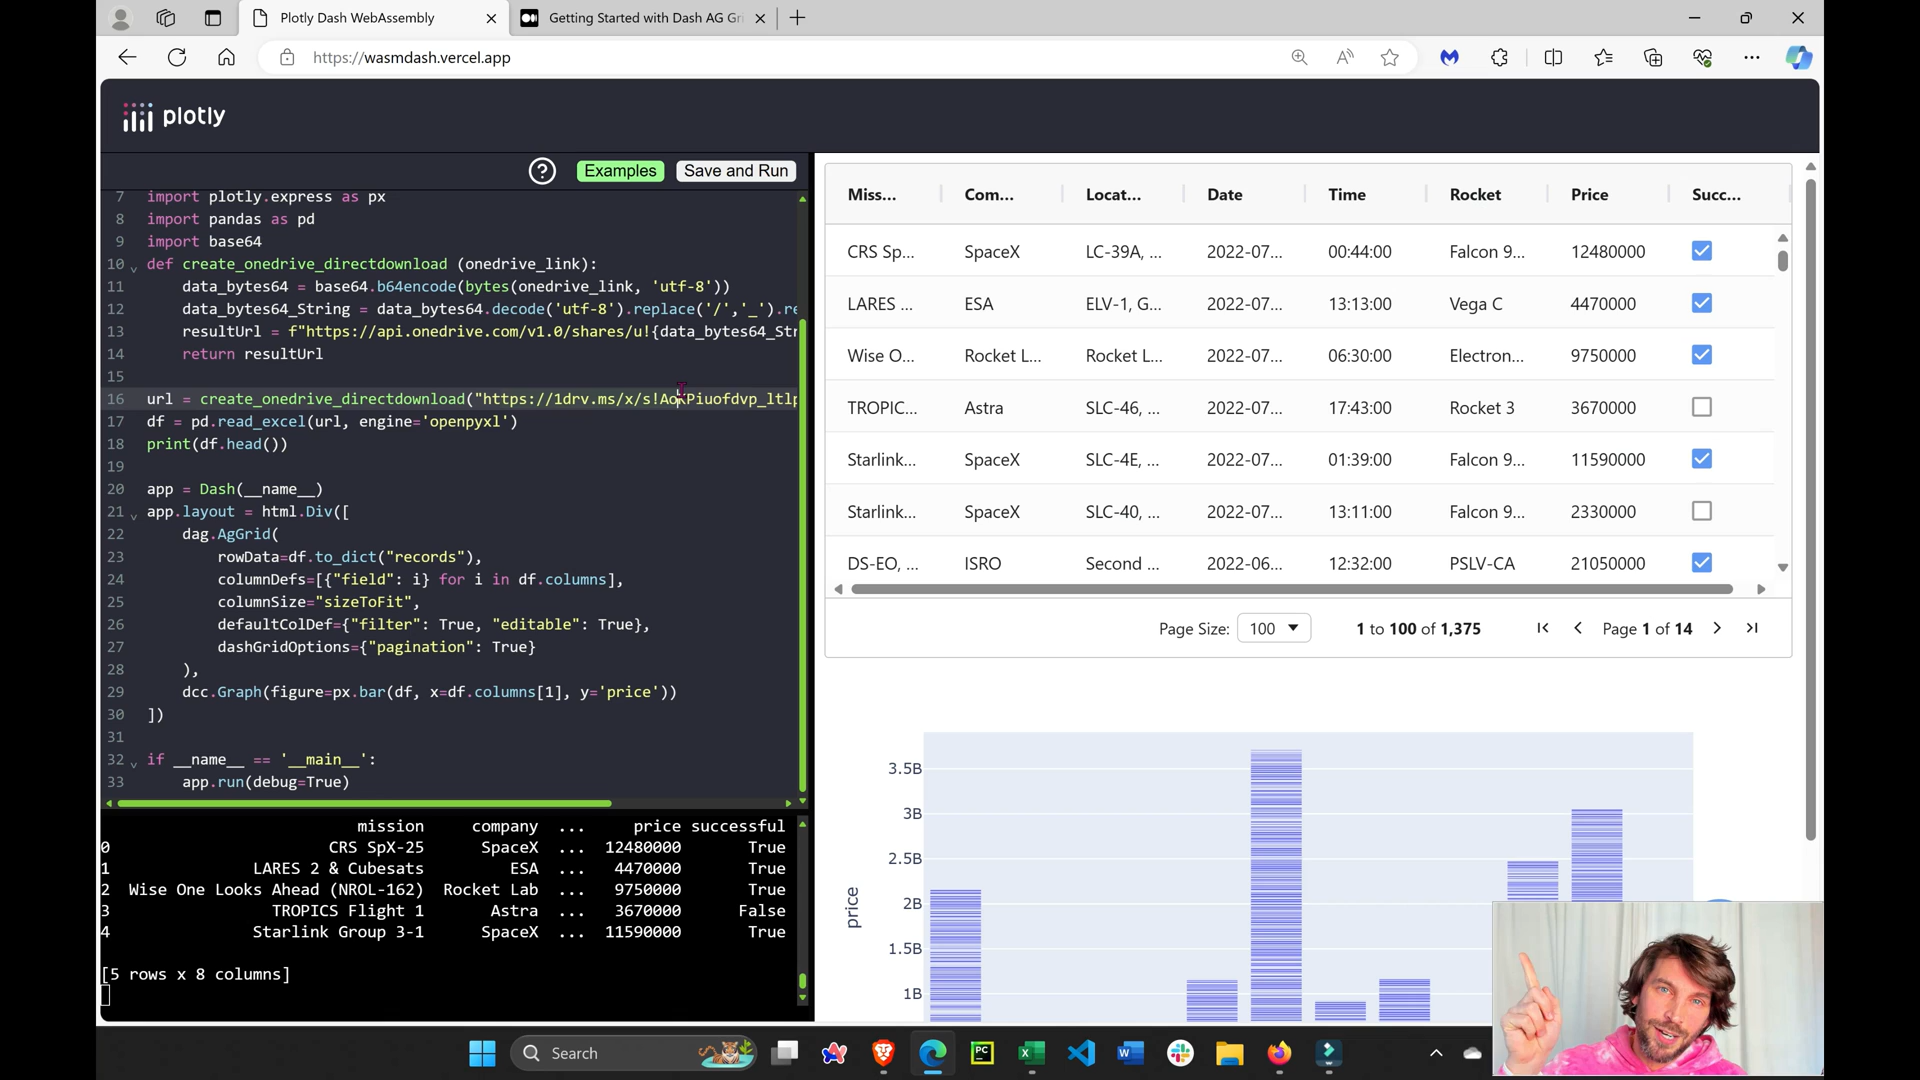 Plotly Dash WebAssembly
Getting Started with Dash AG Gri
https://wasmdash.vercel.app
plotly
? Examples Save and Run
7 import plotly.express as px
8 import pandas as pd
9 import base64
10 def create_onedrive_directdownload (onedrive_link):
11 data_bytes64 = base64.b64encode(bytes(onedrive_link, 'utf-8'))
12 data_bytes64_String = data_bytes64.decode('utf-8').replace('/','_').re
13 resultUrl = f"https://api.onedrive.com/v1.0/shares/u!{data_bytes64_Str
14 return resultUrl
15
16 url = create_onedrive_directdownload("https://1drv.ms/x/s!AokPiuofdvp_ltlp
17 df = pd.read_excel(url, engine='openpyxl')
18 print(df.head())
19
20 app = Dash(__name__)
21 app.layout = html.Div([
22 dag.AgGrid(
23 rowData=df.to_dict("records"),
24 columnDefs=[{"field": i} for i in df.columns],
25 columnSize="sizeToFit",
26 defaultColDef={"filter": True, "editable": True},
27 dashGridOptions={"pagination": True}
28 ),
29 dcc.Graph(figure=px.bar(df, x=df.columns[1], y='price'))
30 ])
31
32 if __name__ == '__main__':
33 app.run(debug=True)
mission company ... price successful
0 CRS SpX-25 SpaceX ... 12480000 True
1 LARES 2 & Cubesats ESA ... 4470000 True
2 Wise One Looks Ahead (NROL-162) Rocket Lab ... 9750000 True
3 TROPICS Flight 1 Astra ... 3670000 False
4 Starlink Group 3-1 SpaceX ... 11590000 True
[5 rows x 8 columns]
Miss... Com... Locat... Date Time Rocket Price Succ...
CRS Sp... SpaceX LC-39A, ... 2022-07... 00:44:00 Falcon 9... 12480000
LARES ... ESA ELV-1, G... 2022-07... 13:13:00 Vega C 4470000
Wise O... Rocket L... Rocket L... 2022-07... 06:30:00 Electron... 9750000
TROPIC... Astra SLC-46, ... 2022-07... 17:43:00 Rocket 3 3670000
Starlink... SpaceX SLC-4E, ... 2022-07... 01:39:00 Falcon 9... 11590000
Starlink... SpaceX SLC-40, ... 2022-07... 13:11:00 Falcon 9... 2330000
DS-EO, ... ISRO Second ... 2022-06... 12:32:00 PSLV-CA 21050000
Page Size: 100 1 to 100 of 1,375 Page 1 of 14
3.5B
3B
2.5B
2B
1.5B
1B
price
Search
PC